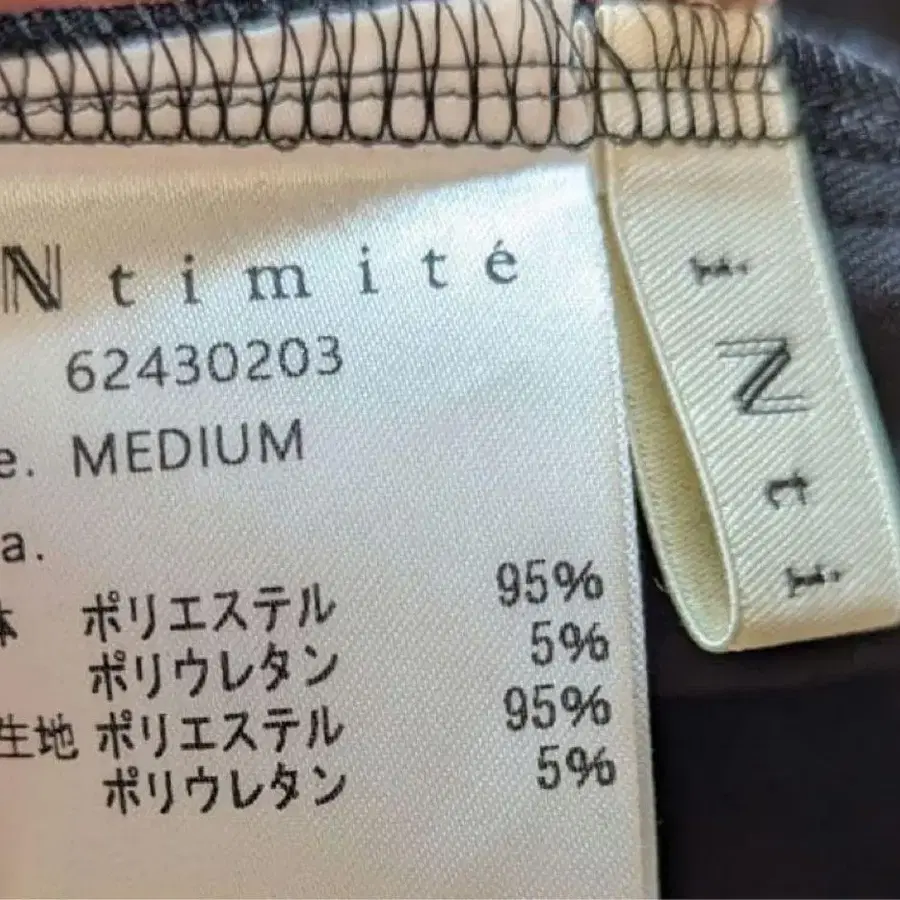 Ntimité
62430203
e. MEDIUM
a.
体 ポリエステル 95%
ポリウレタン 5%
生地 ポリエステル 95%
ポリウレタン 5%
iNti